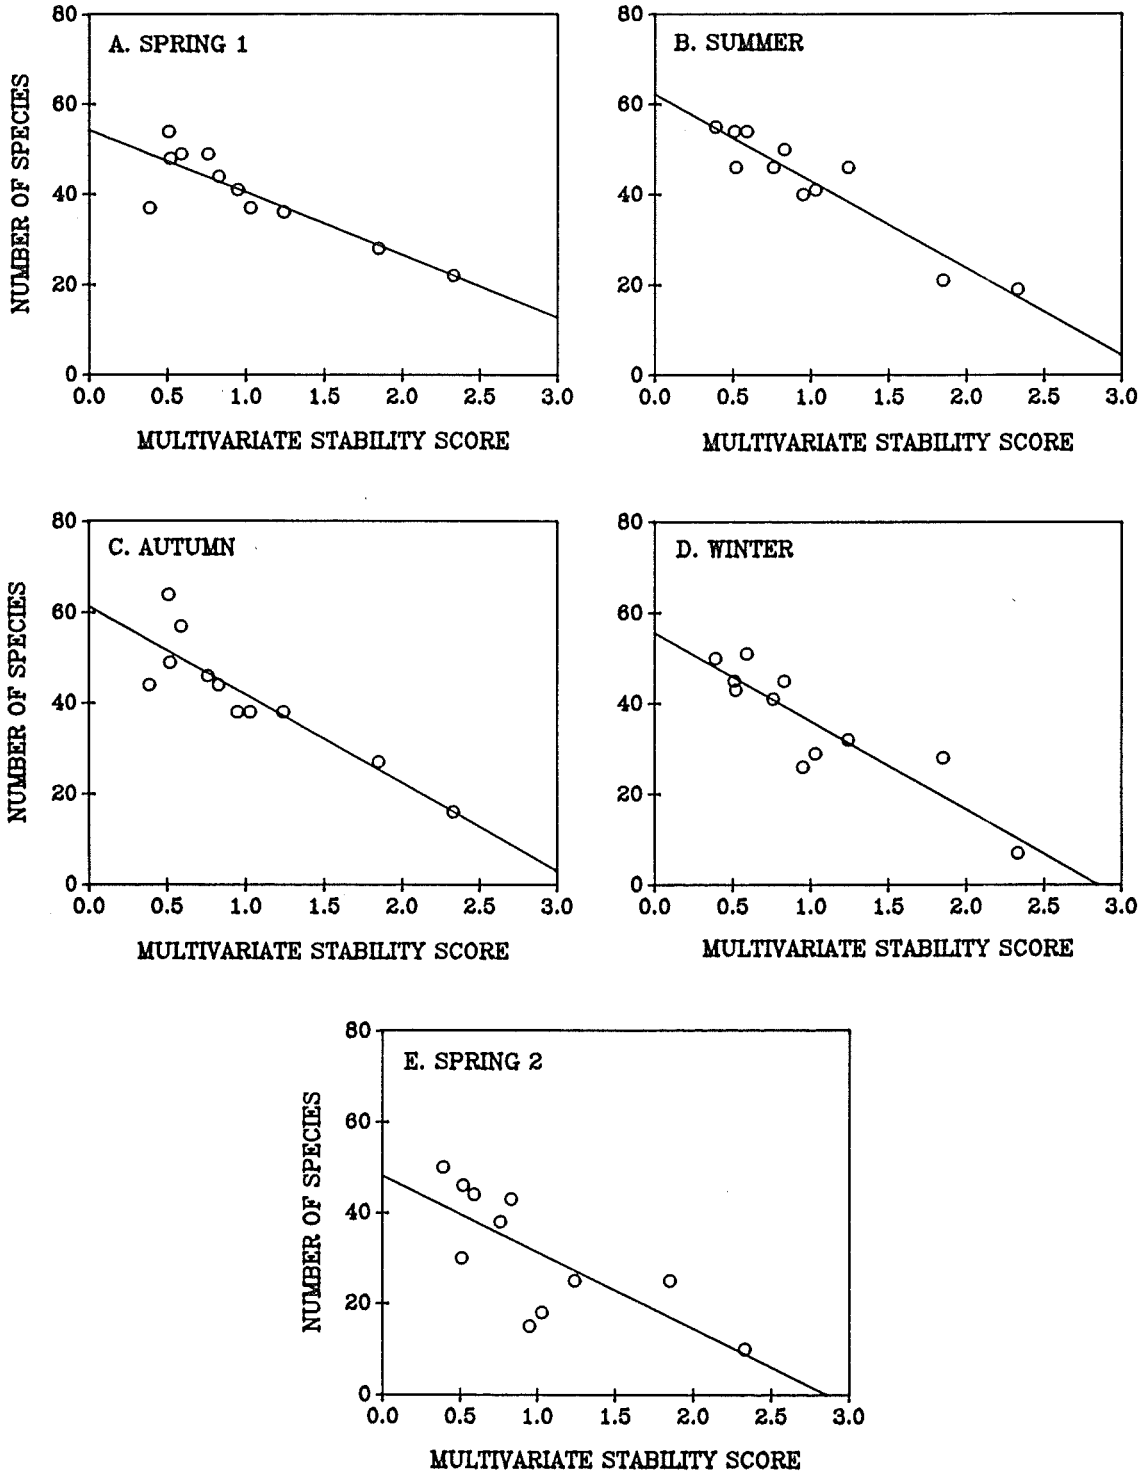 A. SPRING 1
NUMBER OF SPECIES
80
60
40
20
0
0.0 0.5 1.0 1.5 2.0 2.5 3.0
MULTIVARIATE STABILITY SCORE
B. SUMMER
80
60
40
20
0
0.0 0.5 1.0 1.5 2.0 2.5 3.0
MULTIVARIATE STABILITY SCORE
C. AUTUMN
NUMBER OF SPECIES
80
60
40
20
0
0.0 0.5 1.0 1.5 2.0 2.5 3.0
MULTIVARIATE STABILITY SCORE
D. WINTER
80
60
40
20
0
0.0 0.5 1.0 1.5 2.0 2.5 3.0
MULTIVARIATE STABILITY SCORE
E. SPRING 2
NUMBER OF SPECIES
80
60
40
20
0
0.0 0.5 1.0 1.5 2.0 2.5 3.0
MULTIVARIATE STABILITY SCORE